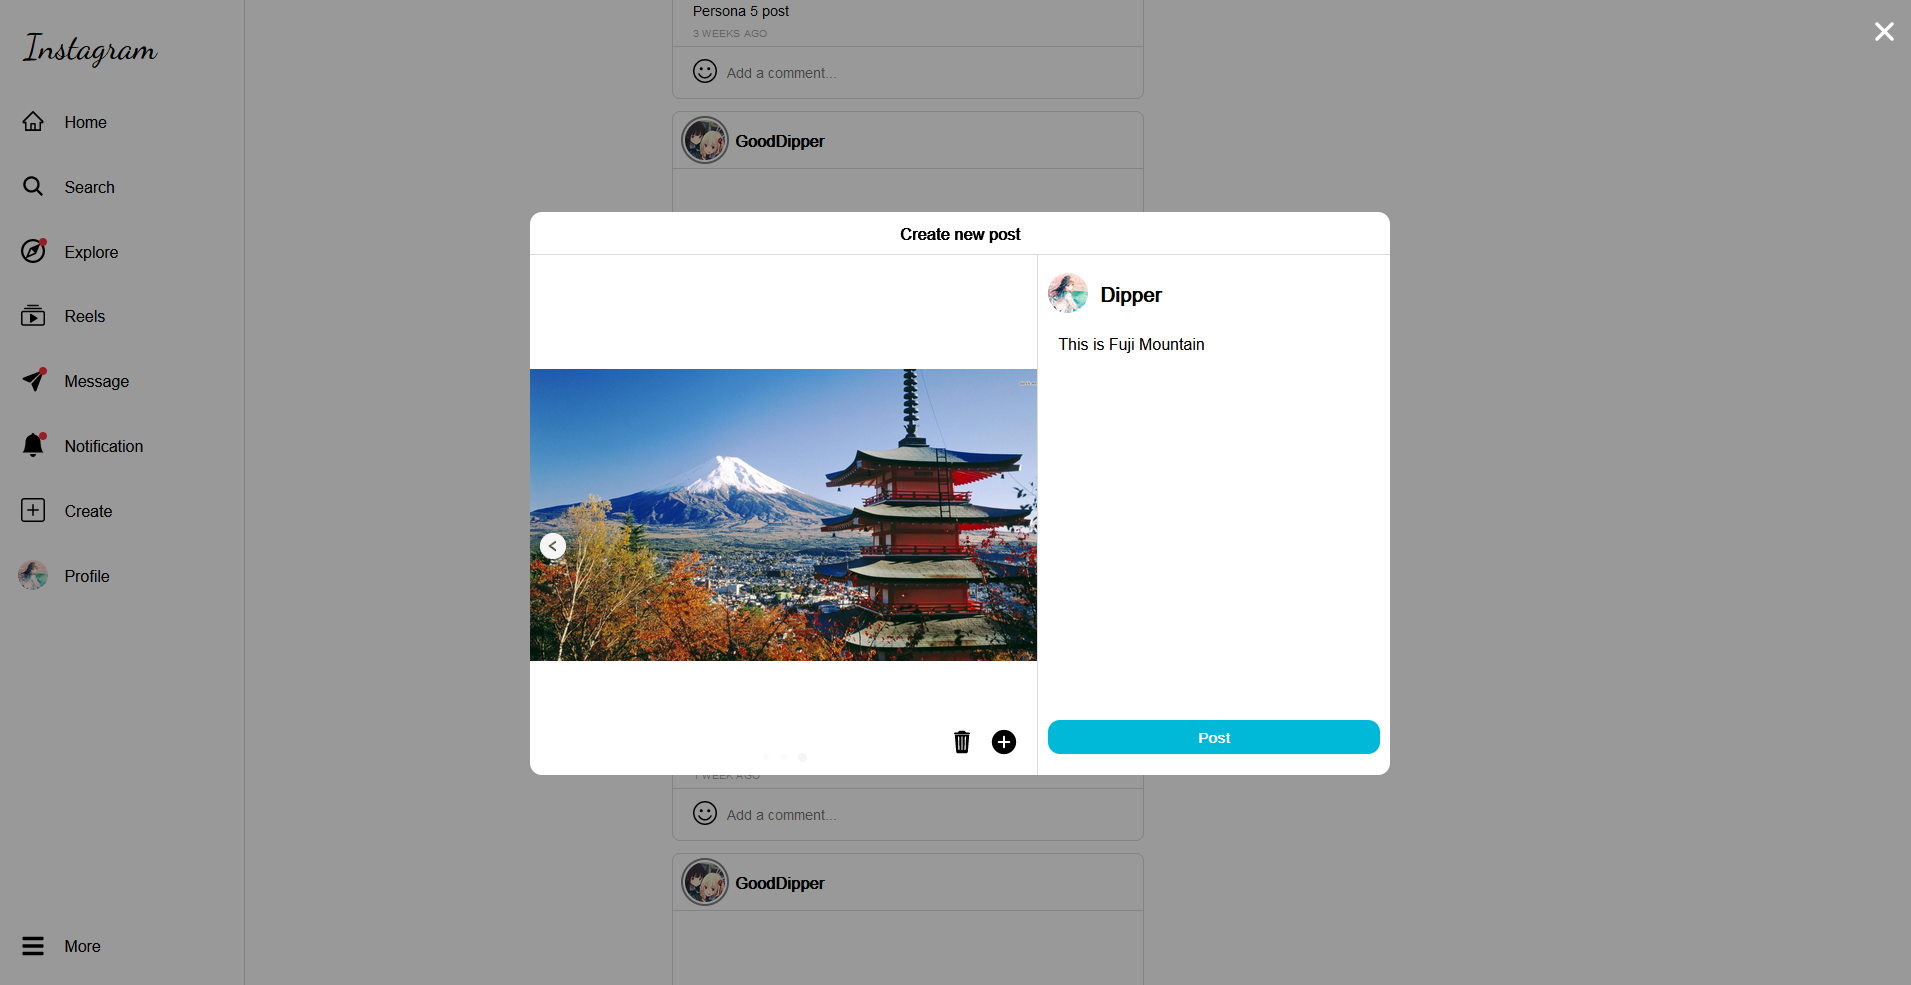 Instagram
Home
Search
Explore
Reels
Message
Notification
Create
Profile
More
Persona 5 post
3 WEEKS AGO
Add a comment...
GoodDipper
Create new post
Dipper
This is Fuji Mountain
Post
1 WEEK AGO
Add a comment...
GoodDipper